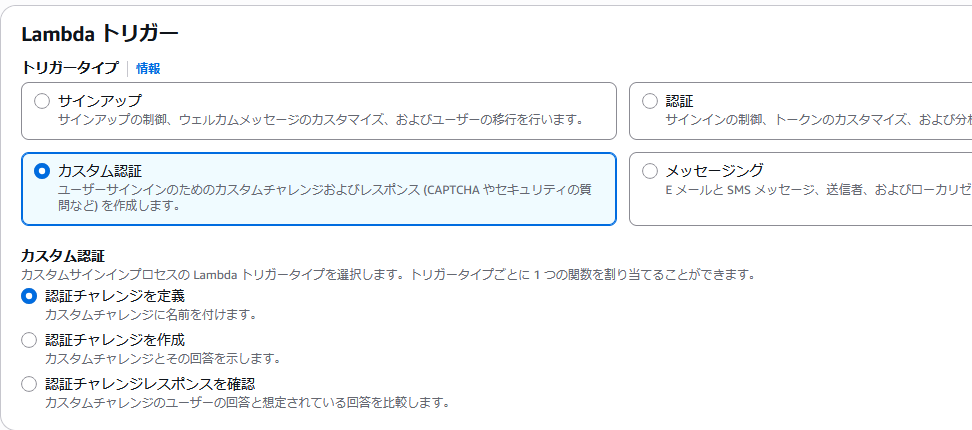 Lambda トリガー
トリガータイプ 情報
サインアップ
サインアップの制御、ウェルカムメッセージのカスタマイズ、およびユーザーの移行を行います。
認証
サインインの制御、トークンのカスタマイズ、および分
カスタム認証
ユーザーサインインのためのカスタムチャレンジおよびレスポンス (CAPTCHA やセキュリティの質
問など) を作成します。
メッセージング
E メールと SMS メッセージ、送信者、およびローカリゼ
カスタム認証
カスタムサインインプロセスの Lambda トリガータイプを選択します。トリガータイプごとに 1 つの関数を割り当てることができます。
認証チャレンジを定義
カスタムチャレンジに名前を付けます。
認証チャレンジを作成
カスタムチャレンジとその回答を示します。
認証チャレンジレスポンスを確認
カスタムチャレンジのユーザーの回答と想定されている回答を比較します。